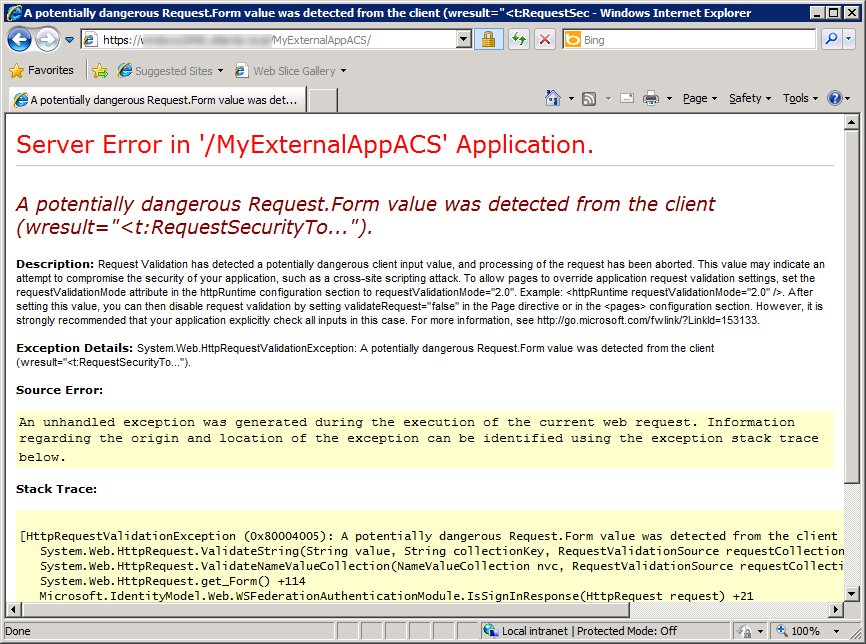 A potentially dangerous Request.Form value was detected from the client (wresult="<t:RequestSec - Windows Internet Explorer
https:// /MyExternalAppACS/
Bing
Favorites
Suggested Sites
Web Slice Gallery
A potentially dangerous Request.Form value was det...
Page
Safety
Tools
Server Error in '/MyExternalAppACS' Application.
A potentially dangerous Request.Form value was detected from the client
(wresult="<t:RequestSecurityTo...").
Description: Request Validation has detected a potentially dangerous client input value, and processing of the request has been aborted. This value may indicate an
attempt to compromise the security of your application, such as a cross-site scripting attack. To allow pages to override application request validation settings, set the
requestValidationMode attribute in the httpRuntime configuration section to requestValidationMode="2.0". Example: <httpRuntime requestValidationMode="2.0" />. After
setting this value, you can then disable request validation by setting validateRequest="false" in the Page directive or in the <pages> configuration section. However, it is
strongly recommended that your application explicitly check all inputs in this case. For more information, see http://go.microsoft.com/fwlink/?LinkId=153133.
Exception Details: System.Web.HttpRequestValidationException: A potentially dangerous Request.Form value was detected from the client
(wresult="<t:RequestSecurityTo...").
Source Error:
An unhandled exception was generated during the execution of the current web request. Information
regarding the origin and location of the exception can be identified using the exception stack trace
below.
Stack Trace:
[HttpRequestValidationException (0x80004005): A potentially dangerous Request.Form value was detected from the client
System.Web.HttpRequest.ValidateString(String value, String collectionKey, RequestValidationSource requestCollection
System.Web.HttpRequest.ValidateNameValueCollection(NameValueCollection nvc, RequestValidationSource requestCollecti
System.Web.HttpRequest.get_Form() +114
Microsoft.IdentityModel.Web.WSFederationAuthenticationModule.IsSignInResponse(HttpRequest request) +21
Done
Local intranet | Protected Mode: Off
100%